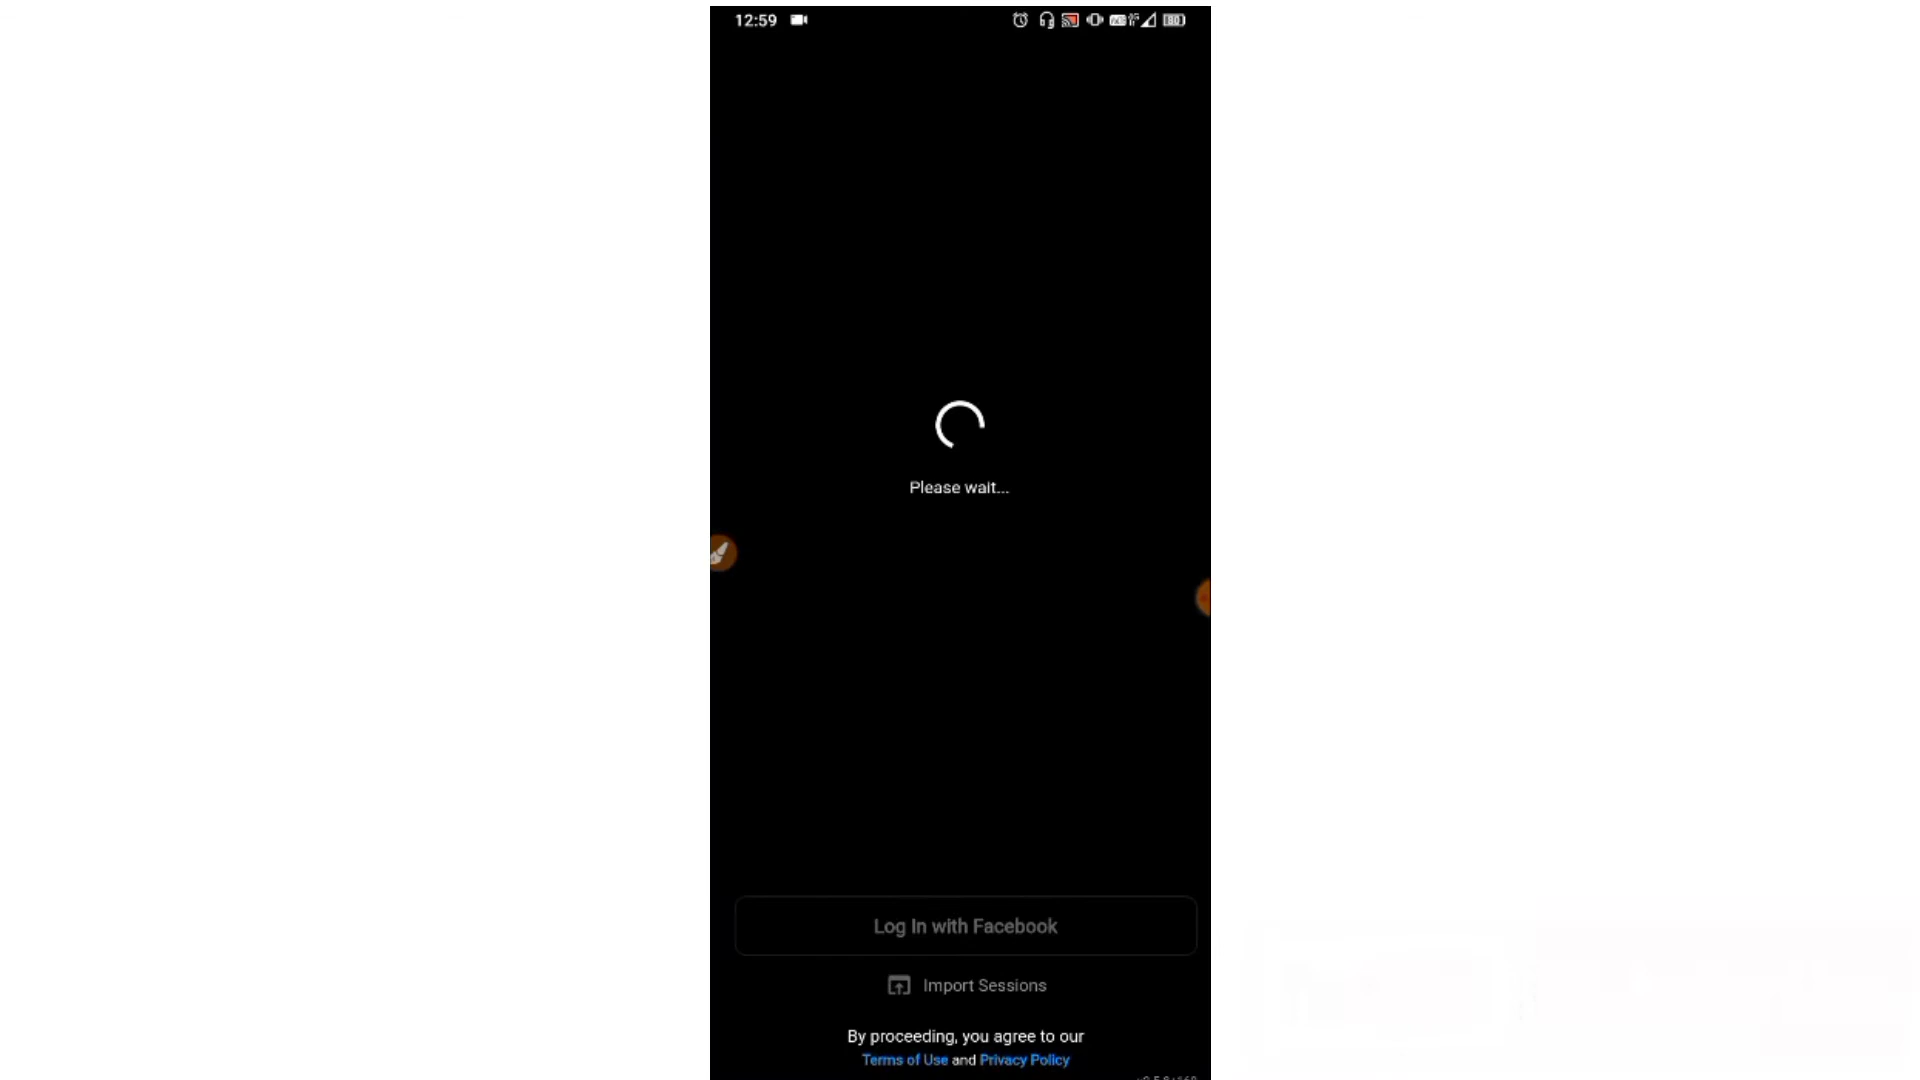 12:59
80
Please wait...
Log In with Facebook
Import Sessions
By proceeding, you agree to our
Terms of Use and Privacy Policy